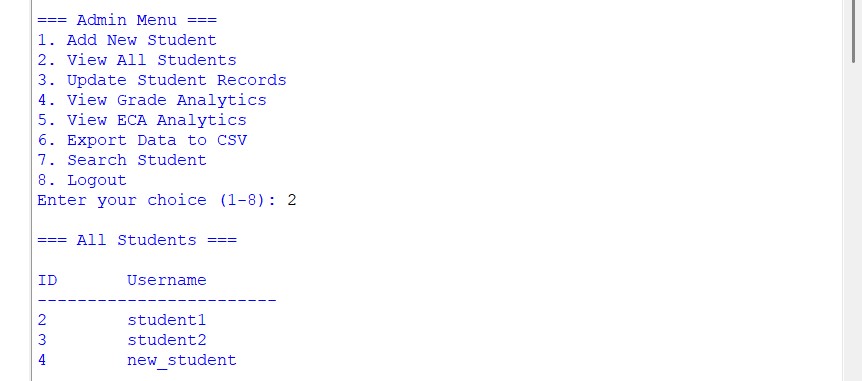 === Admin Menu ===
1. Add New Student
2. View All Students
3. Update Student Records
4. View Grade Analytics
5. View ECA Analytics
6. Export Data to CSV
7. Search Student
8. Logout
Enter your choice (1-8): 2
=== All Students ===
ID Username
------------------------
2 student1
3 student2
4 new_student